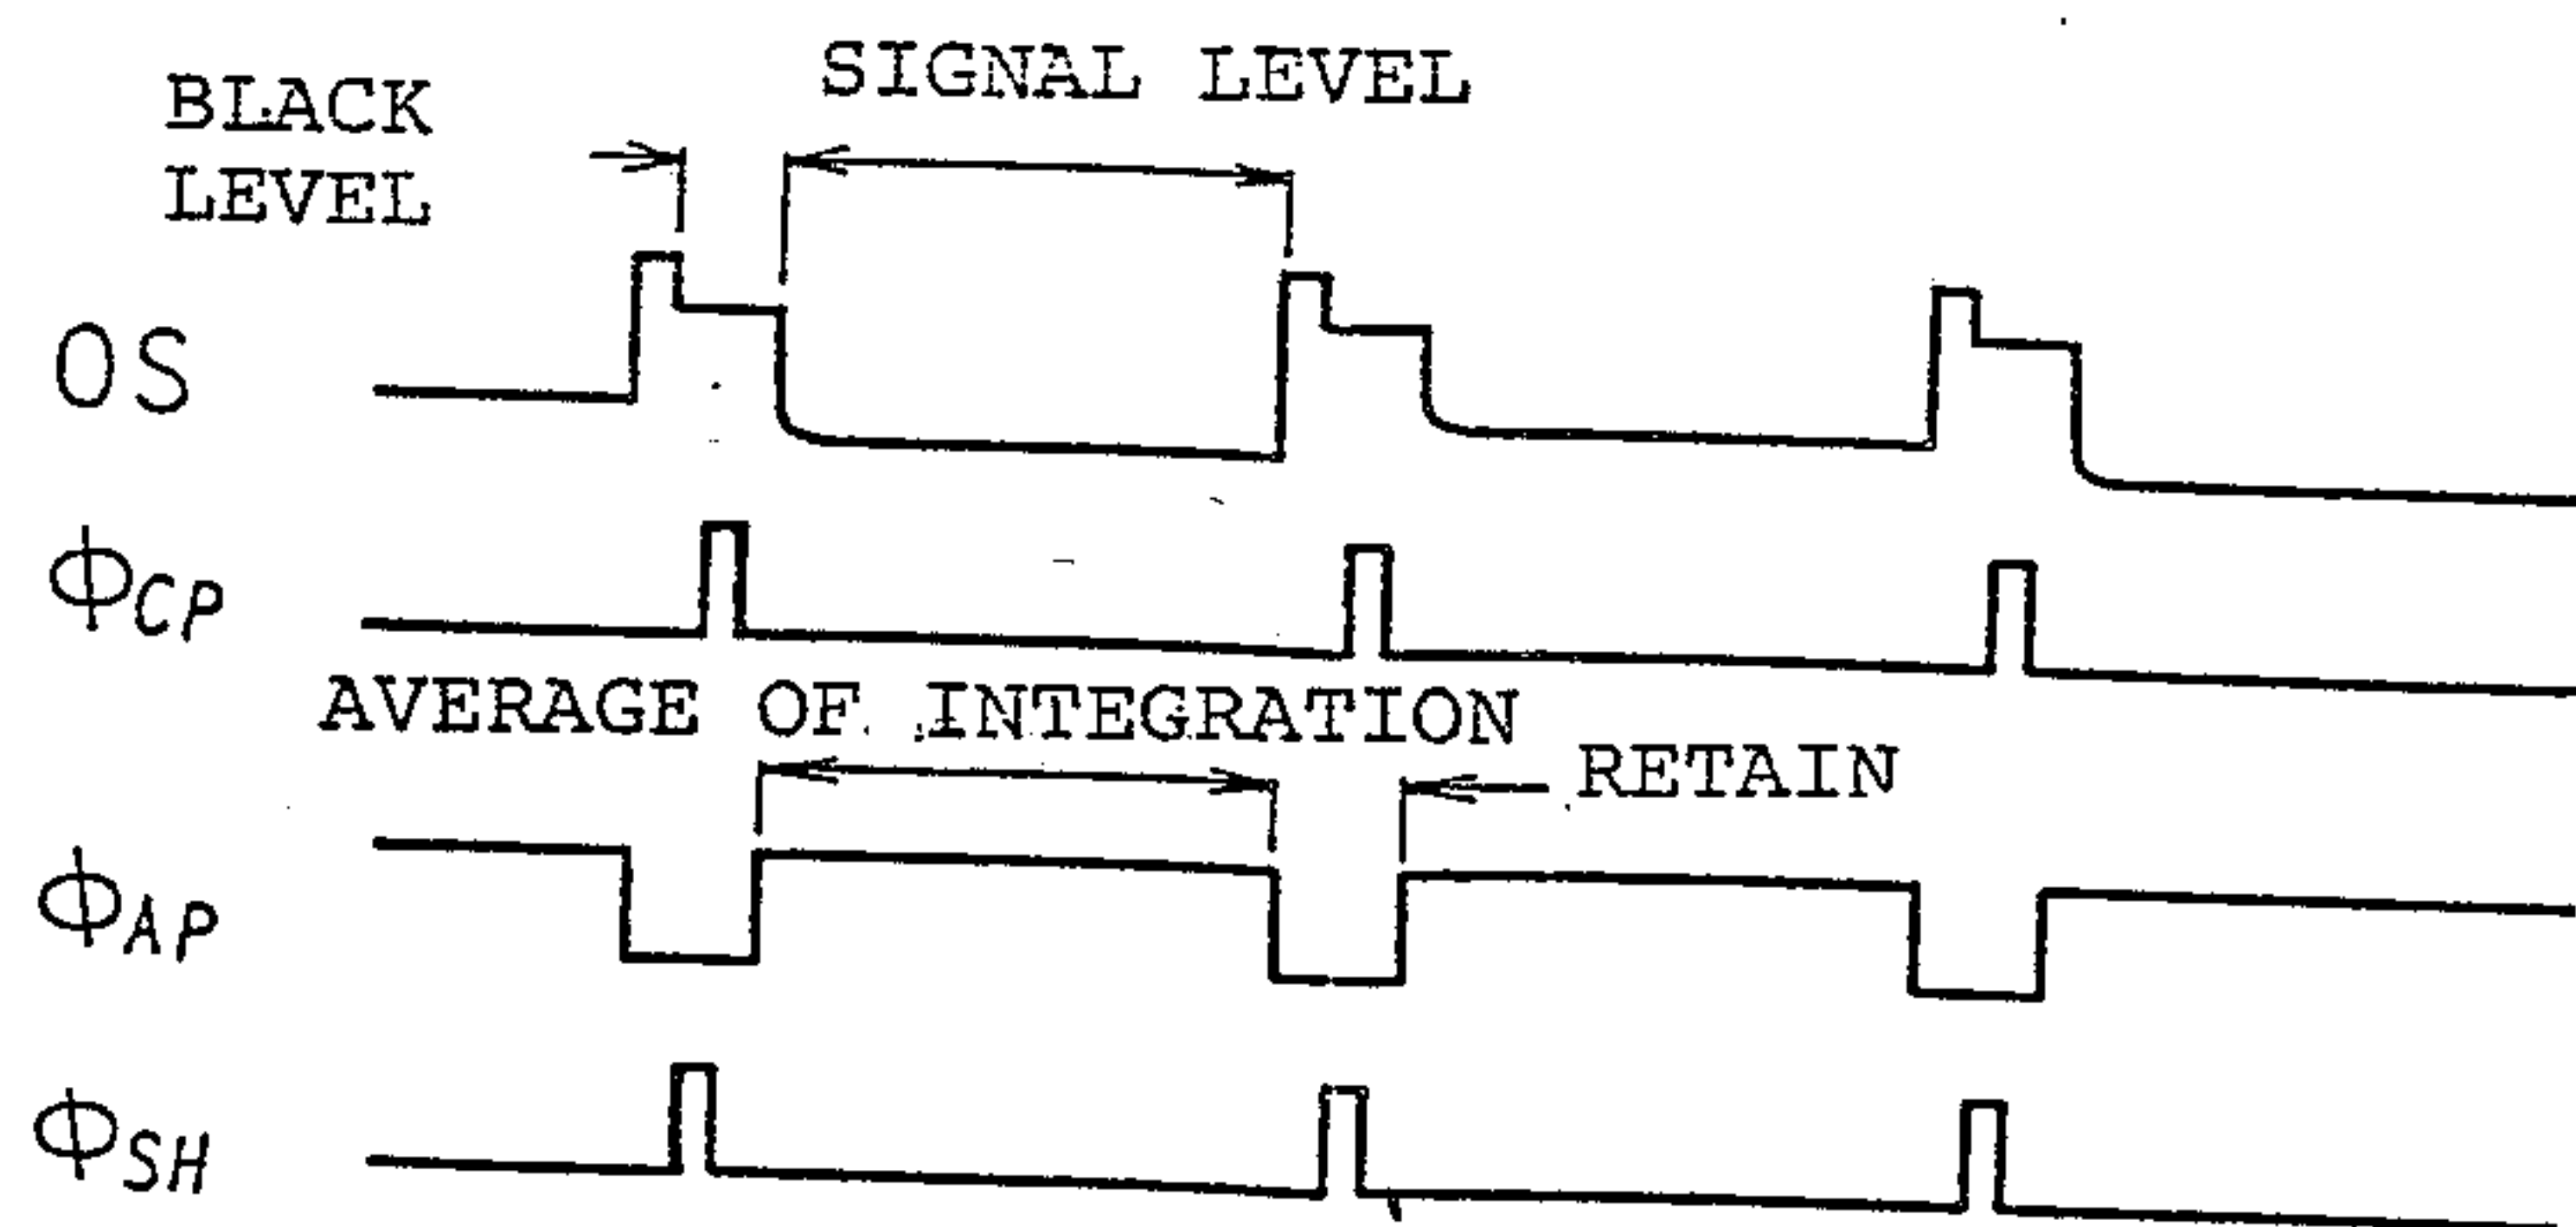 BLACK
LEVEL
SIGNAL LEVEL
OS
ΦCP
AVERAGE OF INTEGRATION
RETAIN
ΦAP
ΦSH